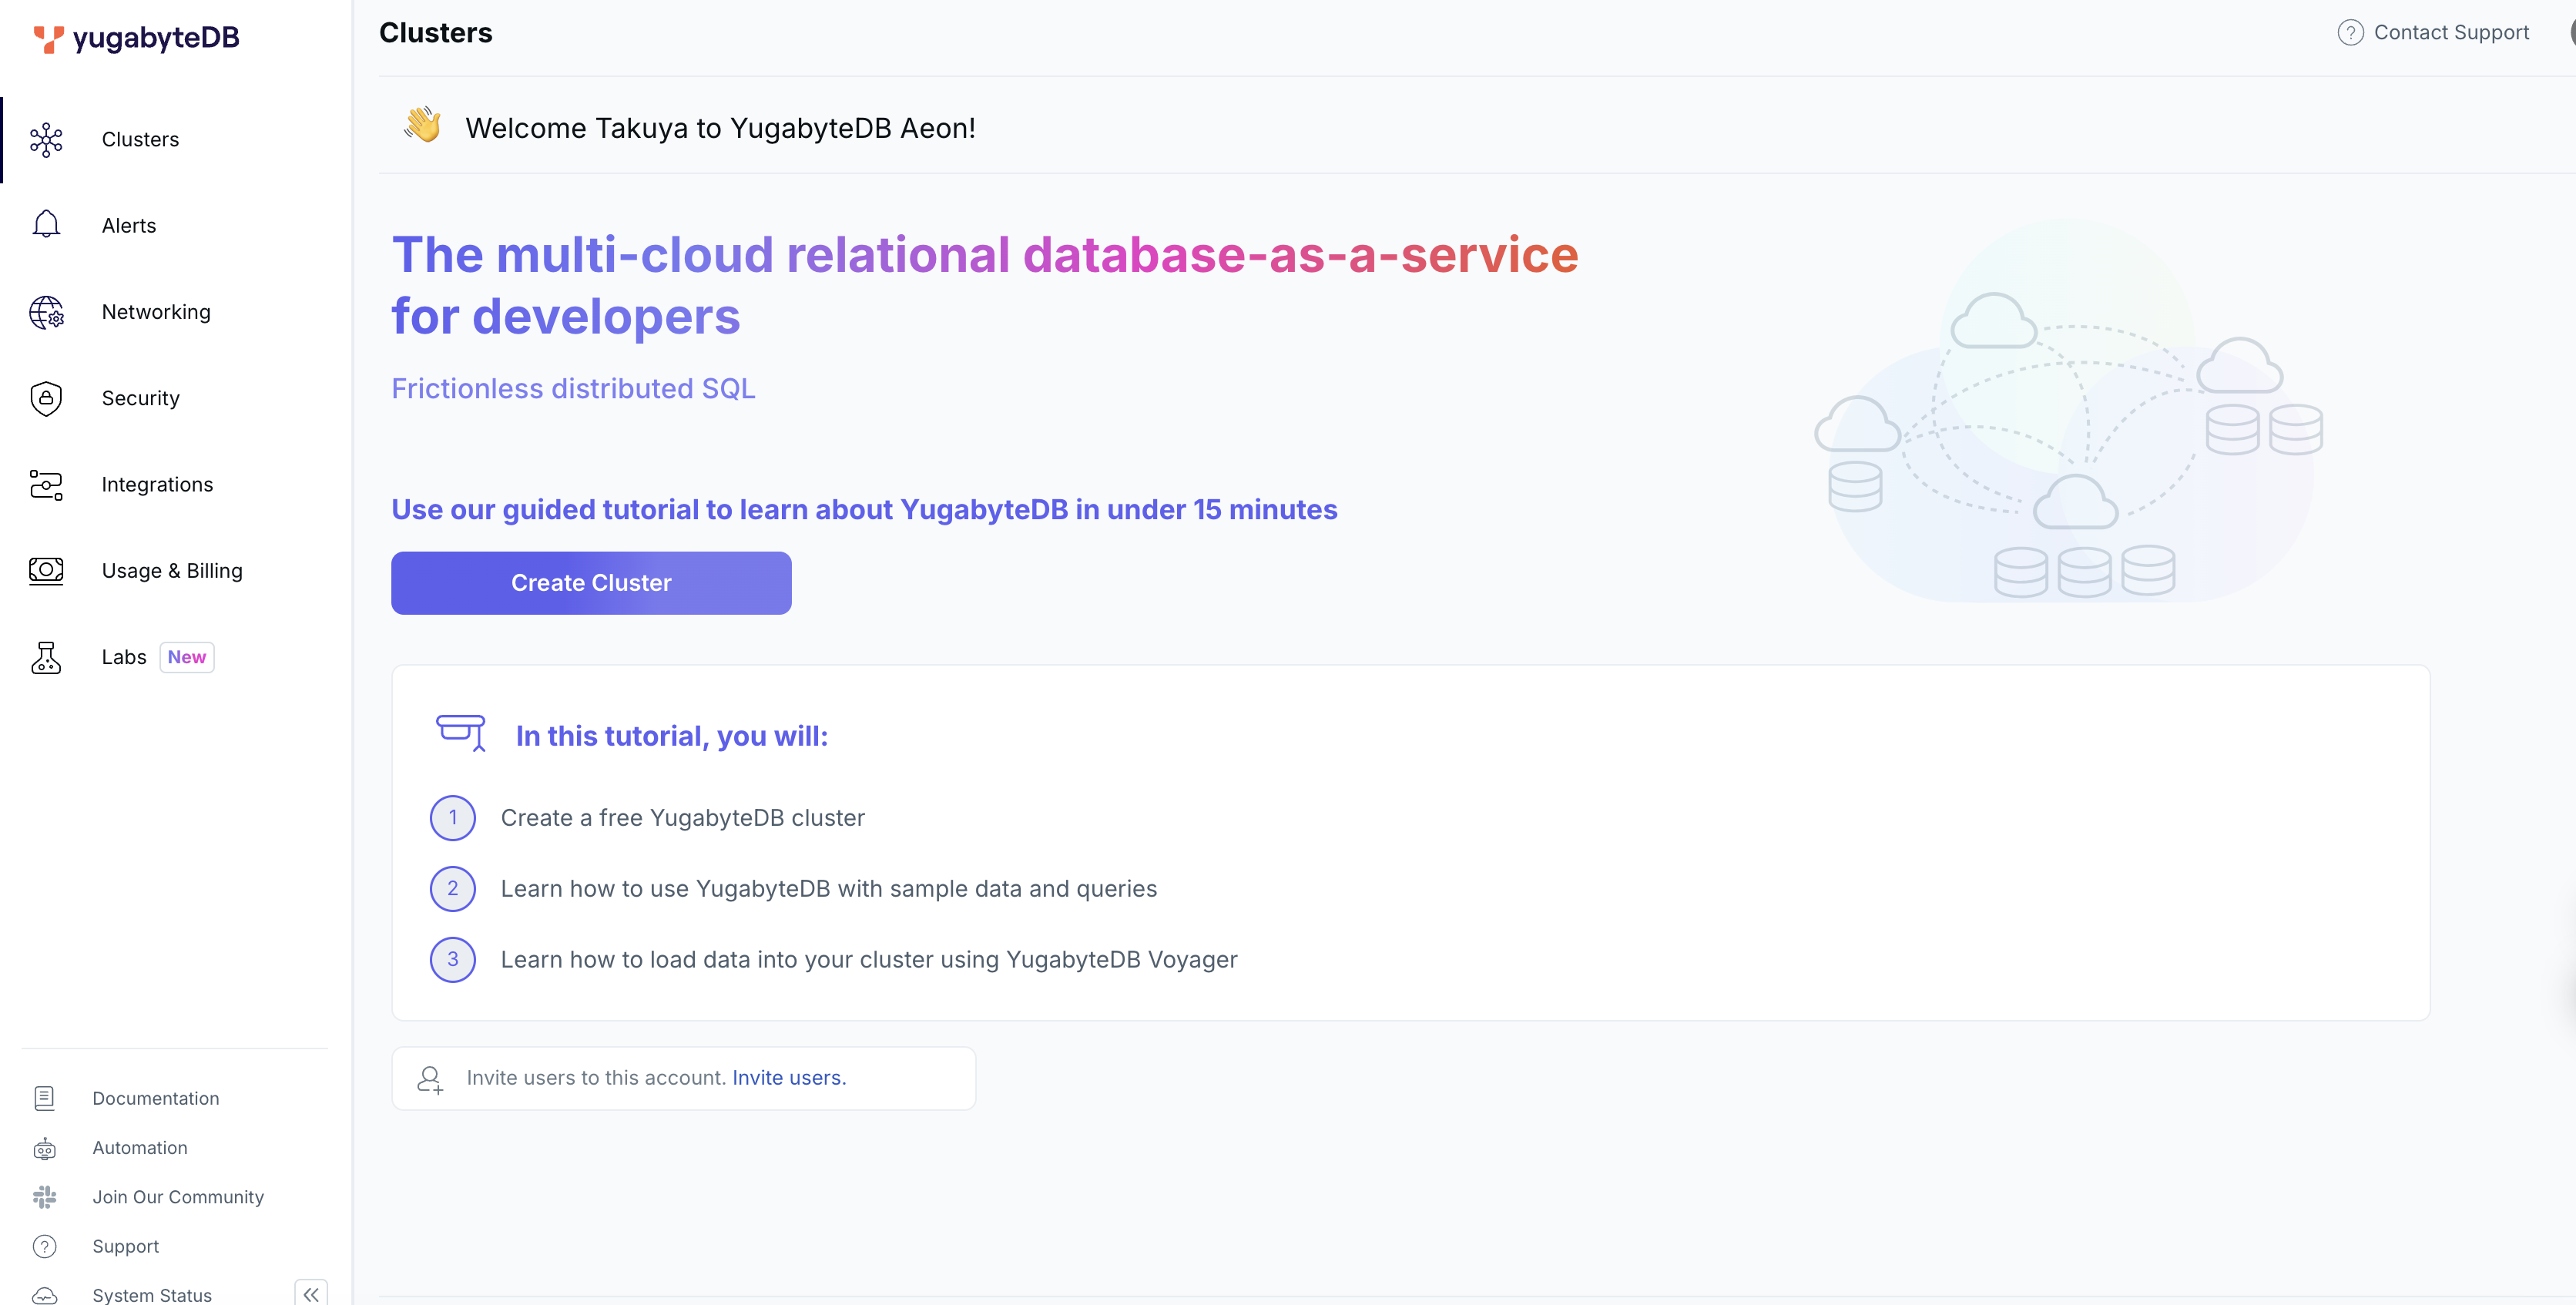 yugabyteDB
Clusters
Alerts
Networking
Security
Integrations
Usage & Billing
Labs New
Documentation
Automation
Join Our Community
Support
System Status
Clusters
? Contact Support
Welcome Takuya to YugabyteDB Aeon!
The multi-cloud relational database-as-a-service
for developers
Frictionless distributed SQL
Use our guided tutorial to learn about YugabyteDB in under 15 minutes
Create Cluster
In this tutorial, you will:
1 Create a free YugabyteDB cluster
2 Learn how to use YugabyteDB with sample data and queries
3 Learn how to load data into your cluster using YugabyteDB Voyager
Invite users to this account. Invite users.